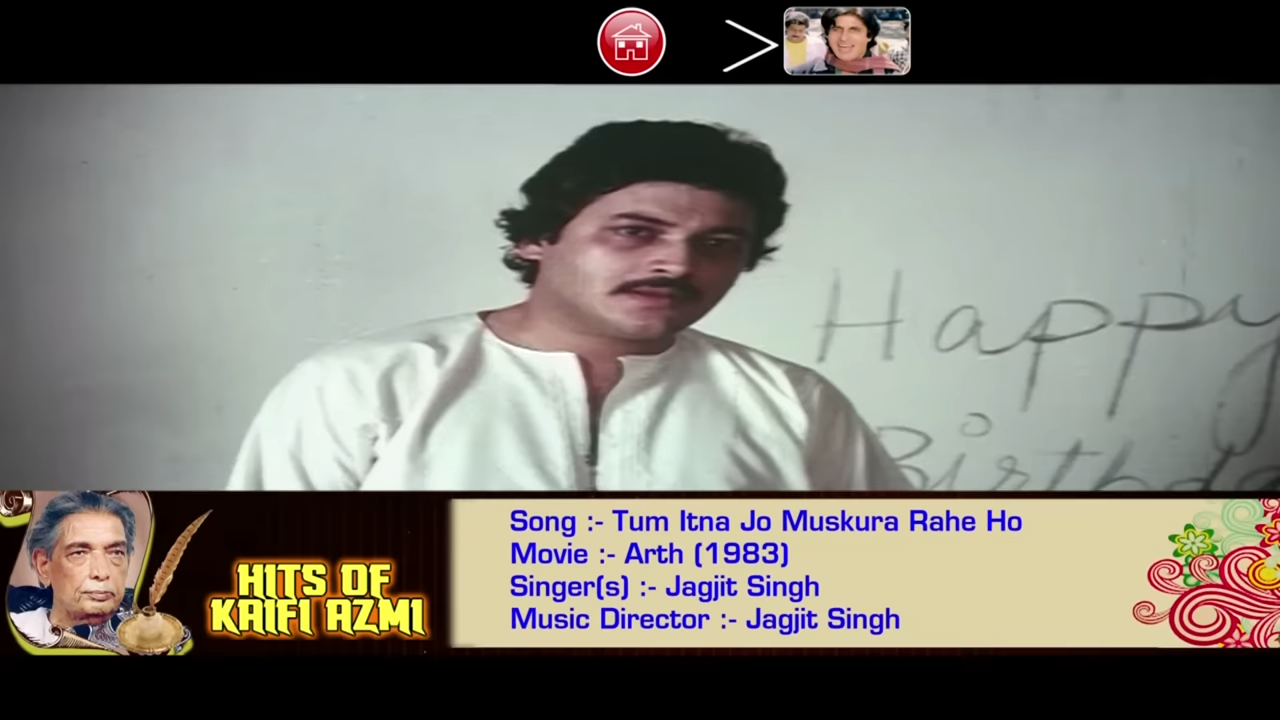 Happy
Birthda
HITS OF
KAIFI AZMI
Song :- Tum Itna Jo Muskura Rahe Ho
Movie :- Arth (1983)
Singer(s) :- Jagjit Singh
Music Director :- Jagjit Singh